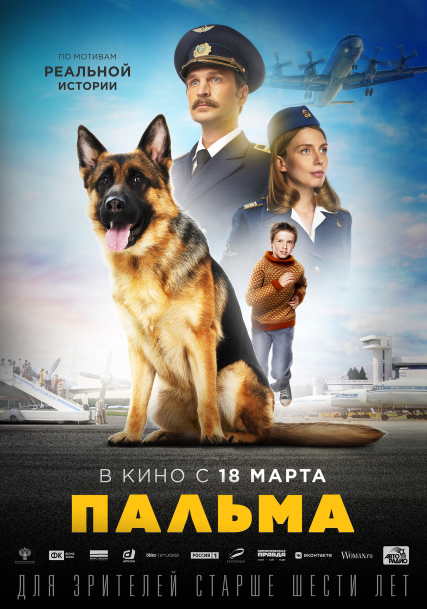 ПО МОТИВАМ
РЕАЛЬНОЙ
ИСТОРИИ
В КИНО С 18 МАРТА
ПАЛЬМА
РОССИЯ 1
ПРАВДА
ВКОНТАКТЕ
WOMAN.ru
АВТО
РАДИО
ДЛЯ ЗРИТЕЛЕЙ СТАРШЕ ШЕСТИ ЛЕТ